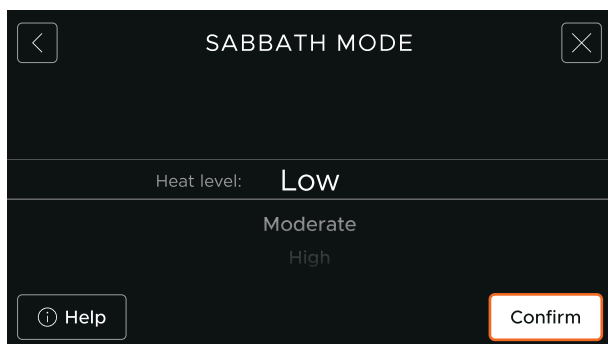 SABBATH MODE
Heat level: Low
Moderate
High
Help
Confirm